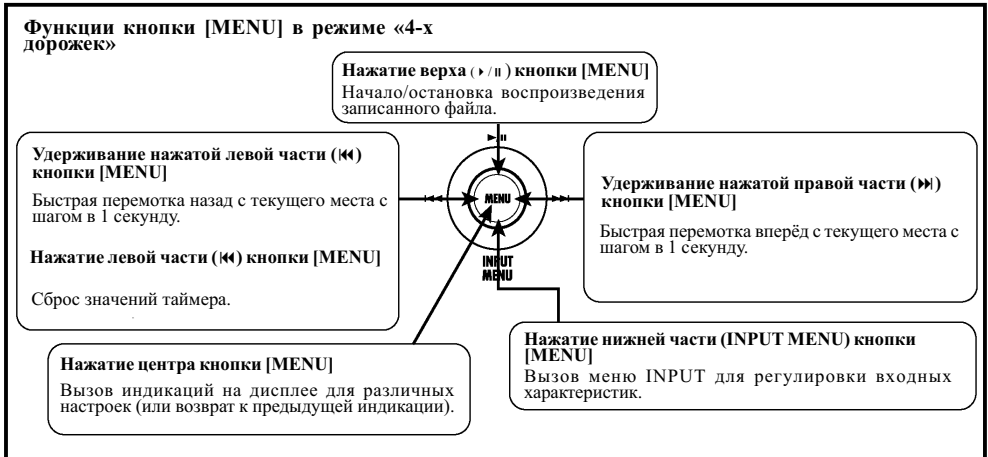 Функции кнопки [MENU] в режиме «4-х
дорожек»
Нажатие верха (▸/॥) кнопки [MENU]
Начало/остановка воспроизведения
записанного файла.
Удерживание нажатой левой части (⏮)
кнопки [MENU]
Быстрая перемотка назад с текущего места с
шагом в 1 секунду.
Нажатие левой части (⏮) кнопки [MENU]
Сброс значений таймера.
MENU
INPUT
MENU
Удерживание нажатой правой части (⏭)
кнопки [MENU]
Быстрая перемотка вперёд с текущего места с
шагом в 1 секунду.
Нажатие центра кнопки [MENU]
Вызов индикаций на дисплее для различных
настроек (или возврат к предыдущей индикации).
Нажатие нижней части (INPUT MENU) кнопки
[MENU]
Вызов меню INPUT для регулировки входных
характеристик.